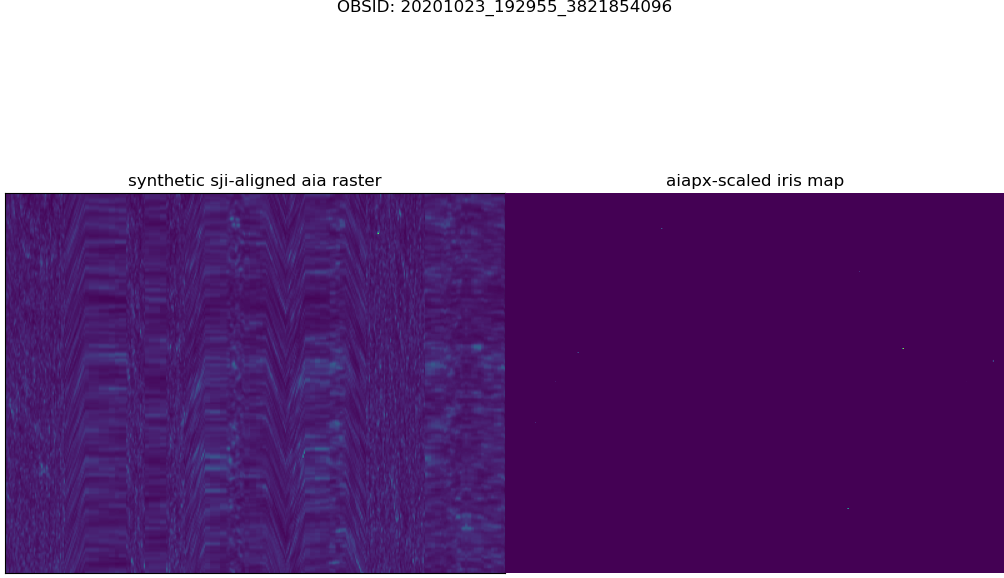 OBSID: 20201023_192955_3821854096
synthetic sji-aligned aia raster
aiapx-scaled iris map